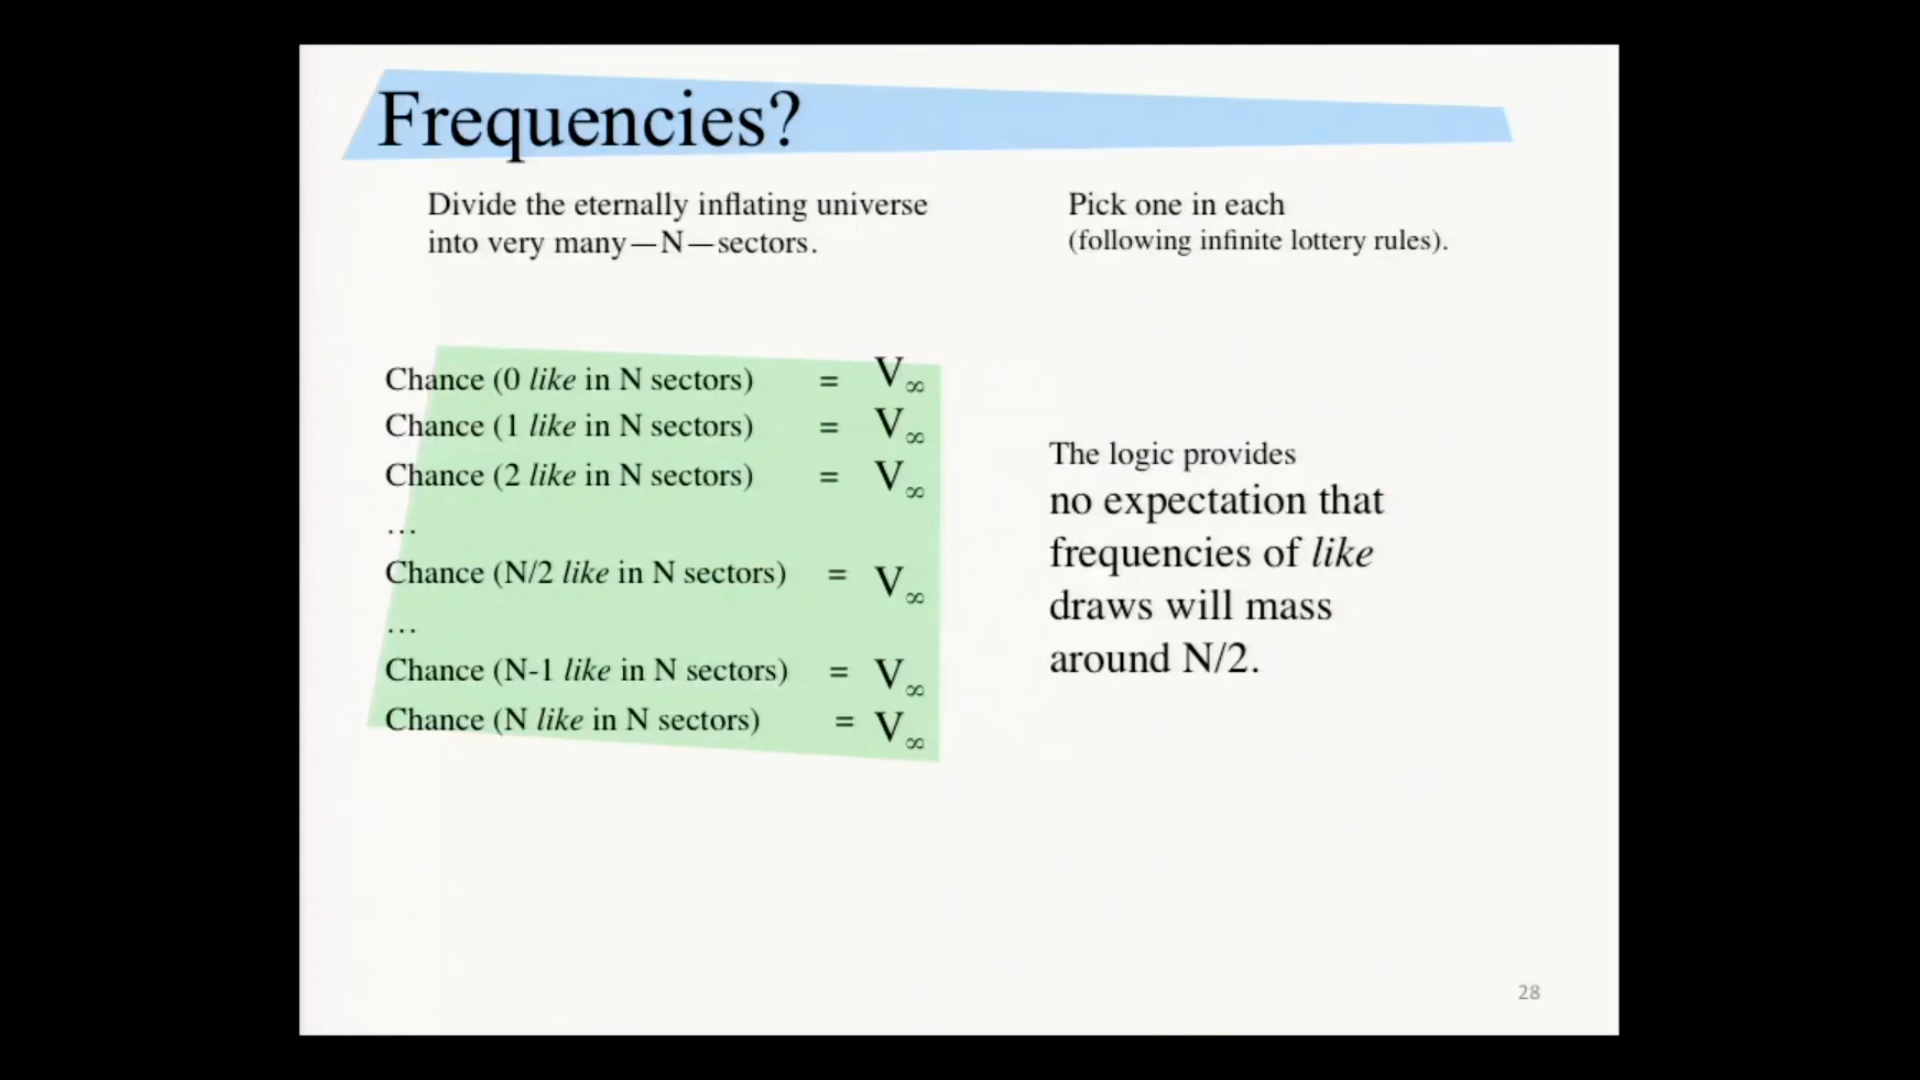 Frequencies?
Divide the eternally inflating universe
into very many—N—sectors.
Pick one in each
(following infinite lottery rules).
Chance (0 like in N sectors) = V∞
Chance (1 like in N sectors) = V∞
Chance (2 like in N sectors) = V∞
…
Chance (N/2 like in N sectors) = V∞
…
Chance (N-1 like in N sectors) = V∞
Chance (N like in N sectors) = V∞
The logic provides
no expectation that
frequencies of like
draws will mass
around N/2.
28